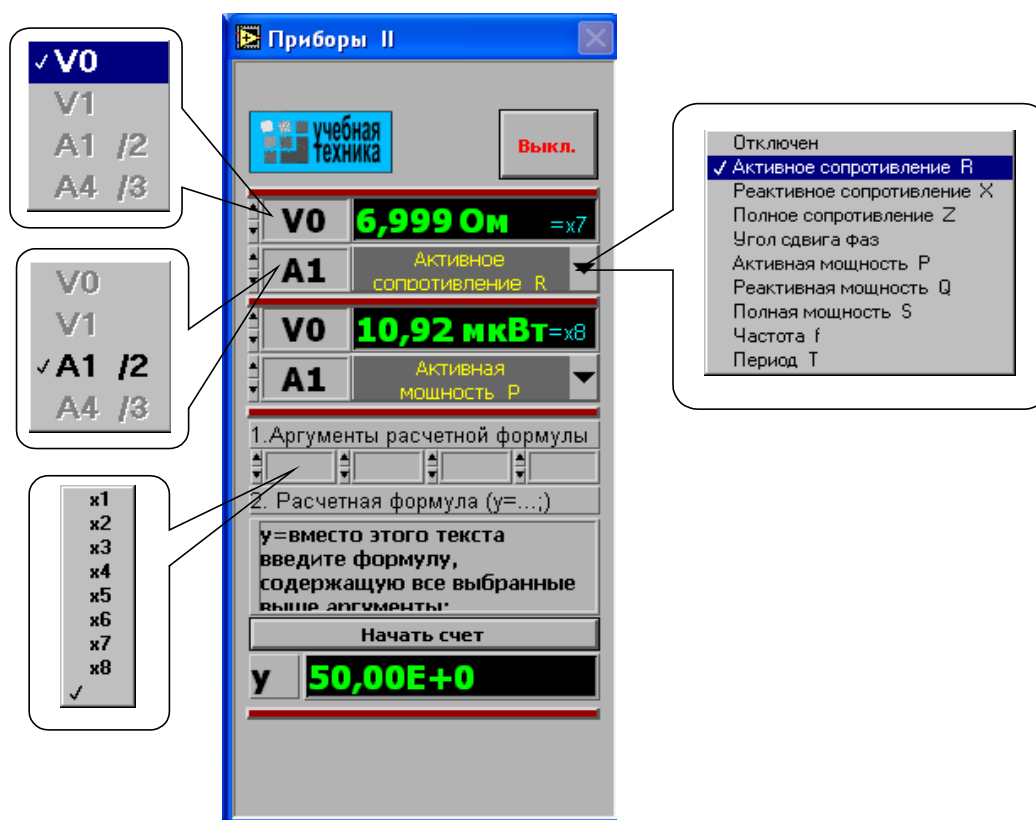 V0
V1
A1 /2
A4 /3
V0
V1
A1 /2
A4 /3
x1
x2
x3
x4
x5
x6
x7
x8
Приборы II
учебная
техника
Выкл.
V0 6,999 Ом =x7
A1 Активное
сопротивление R
V0 10,92 мкВт =x8
A1 Активная
мощность P
1.Аргументы расчетной формулы
2. Расчетная формула (y=...;)
y=вместо этого текста
введите формулу,
содержащую все выбранные
выше аргументы;
Начать счет
y 50,00E+0
Отключен
Активное сопротивление R
Реактивное сопротивление X
Полное сопротивление Z
Угол сдвига фаз
Активная мощность P
Реактивная мощность Q
Полная мощность S
Частота f
Период T